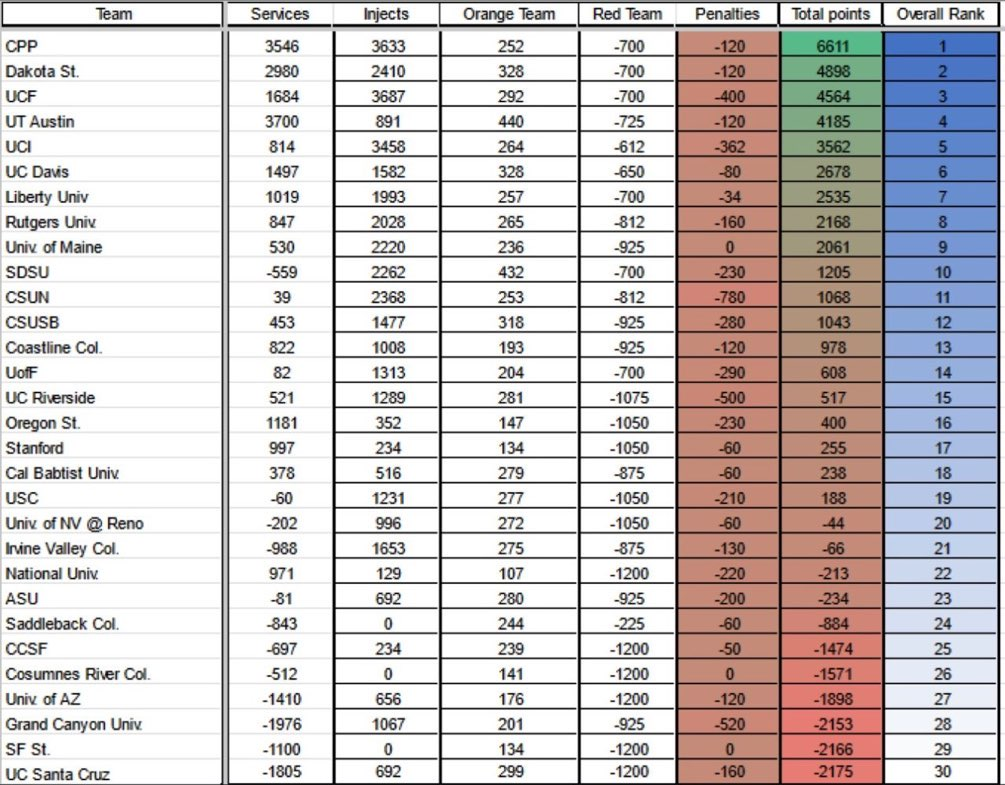 Team Services Injects Orange Team Red Team Penalties Total points Overall Rank
CPP 3546 3633 252 -700 -120 6611 1
Dakota St. 2980 2410 328 -700 -120 4898 2
UCF 1684 3687 292 -700 -400 4564 3
UT Austin 3700 891 440 -725 -120 4185 4
UCI 814 3458 264 -612 -362 3562 5
UC Davis 1497 1582 328 -650 -80 2678 6
Liberty Univ 1019 1993 257 -700 -34 2535 7
Rutgers Univ. 847 2028 265 -812 -160 2168 8
Univ. of Maine 530 2220 236 -925 0 2061 9
SDSU -559 2262 432 -700 -230 1205 10
CSUN 39 2368 253 -812 -780 1068 11
CSUSB 453 1477 318 -925 -280 1043 12
Coastline Col. 822 1008 193 -925 -120 978 13
UofF 82 1313 204 -700 -290 608 14
UC Riverside 521 1289 281 -1075 -500 517 15
Oregon St. 1181 352 147 -1050 -230 400 16
Stanford 997 234 134 -1050 -60 255 17
Cal Babtist Univ. 378 516 279 -875 -60 238 18
USC -60 1231 277 -1050 -210 188 19
Univ. of NV @ Reno -202 996 272 -1050 -60 -44 20
Irvine Valley Col. -988 1653 275 -875 -130 -66 21
National Univ. 971 129 107 -1200 -220 -213 22
ASU -81 692 280 -925 -200 -234 23
Saddleback Col. -843 0 244 -225 -60 -884 24
CCSF -697 234 239 -1200 -50 -1474 25
Cosumnes River Col. -512 0 141 -1200 0 -1571 26
Univ. of AZ -1410 656 176 -1200 -120 -1898 27
Grand Canyon Univ. -1976 1067 201 -925 -520 -2153 28
SF St. -1100 0 134 -1200 0 -2166 29
UC Santa Cruz -1805 692 299 -1200 -160 -2175 30